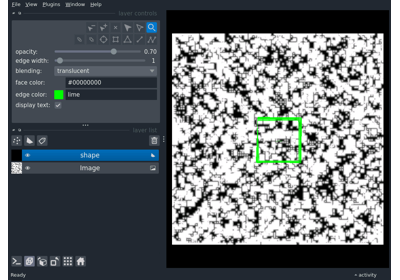 File View Plugins Window Help
layer controls
opacity: 0.70
edge width: 1
blending: translucent
face color: #00000000
edge color: lime
display text:
layer list
shape
Image
Ready
activity